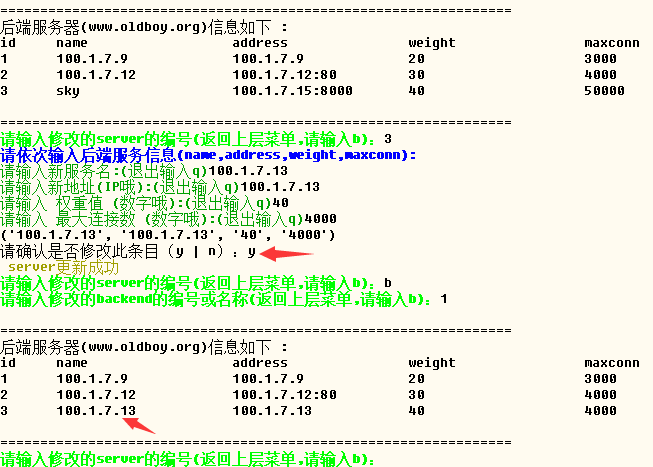 ================================================================
后端服务器(www.oldboy.org)信息如下 :
id name address weight maxconn
1 100.1.7.9 100.1.7.9 20 3000
2 100.1.7.12 100.1.7.12:80 30 4000
3 sky 100.1.7.15:8000 40 50000
================================================================
请输入修改的server的编号(返回上层菜单,请输入b): 3
请依次输入后端服务信息(name,address,weight,maxconn):
请输入新服务名:(退出输入q)100.1.7.13
请输入新地址(IP哦):(退出输入q)100.1.7.13
请输入 权重值 (数字哦):(退出输入q)40
请输入 最大连接数 (数字哦):(退出输入q)4000
('100.1.7.13', '100.1.7.13', '40', '4000')
请确认是否修改此条目（y | n）: y
server更新成功
请输入修改的server的编号(返回上层菜单,请输入b): b
请输入修改的backend的编号或名称(返回上层菜单,请输入b): 1
================================================================
后端服务器(www.oldboy.org)信息如下 :
id name address weight maxconn
1 100.1.7.9 100.1.7.9 20 3000
2 100.1.7.12 100.1.7.12:80 30 4000
3 100.1.7.13 100.1.7.13 40 4000
================================================================
请输入修改的server的编号(返回上层菜单,请输入b):